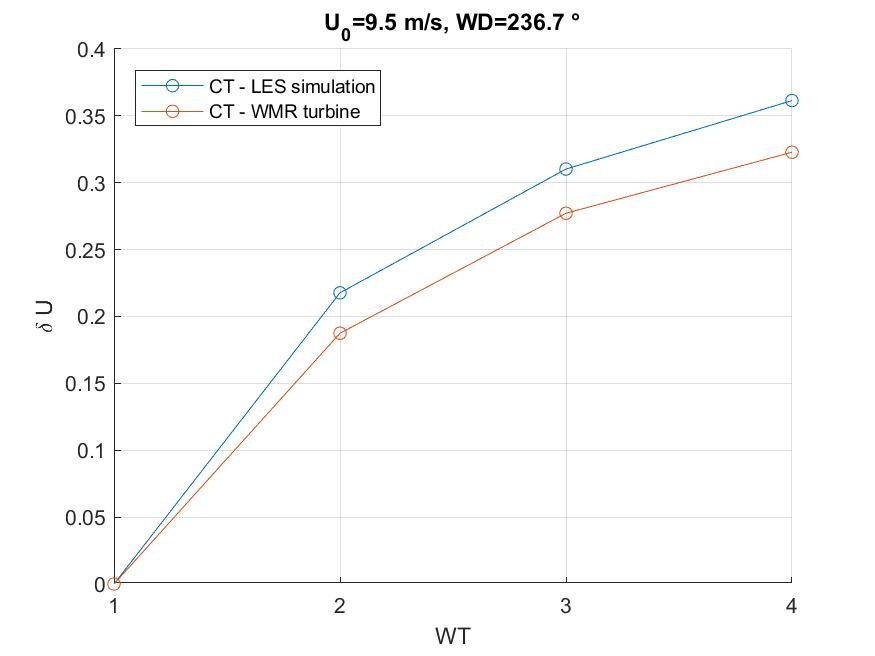 U0=9.5 m/s, WD=236.7 °
CT - LES simulation
CT - WMR turbine
0.4
0.35
0.3
0.25
0.2
0.15
0.1
0.05
0
δ U
1 2 3 4
WT